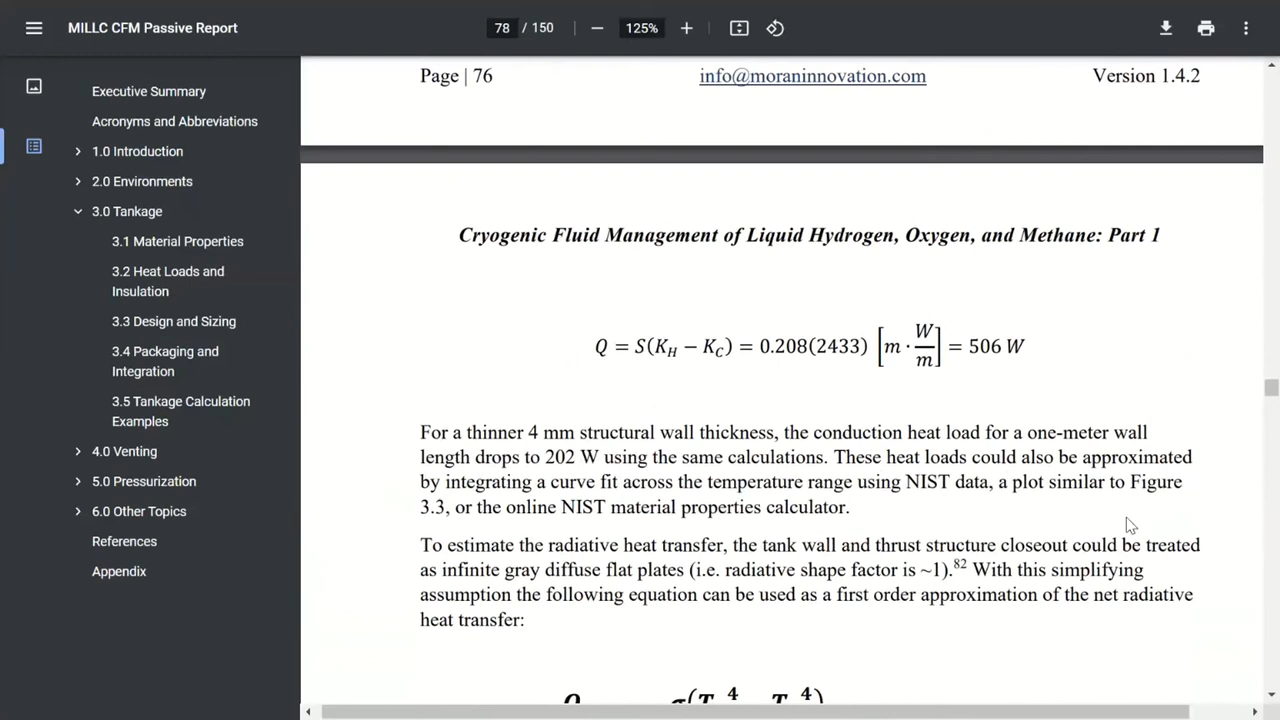 MILLC CFM Passive Report
78 / 150
125%
Executive Summary
Acronyms and Abbreviations
1.0 Introduction
2.0 Environments
3.0 Tankage
3.1 Material Properties
3.2 Heat Loads and
Insulation
3.3 Design and Sizing
3.4 Packaging and
Integration
3.5 Tankage Calculation
Examples
4.0 Venting
5.0 Pressurization
6.0 Other Topics
References
Appendix
Page | 76 info@moraninnovation.com Version 1.4.2
Cryogenic Fluid Management of Liquid Hydrogen, Oxygen, and Methane: Part 1
Q = S(K_H − K_C) = 0.208(2433) [m · W/m] = 506 W
For a thinner 4 mm structural wall thickness, the conduction heat load for a one-meter wall
length drops to 202 W using the same calculations. These heat loads could also be approximated
by integrating a curve fit across the temperature range using NIST data, a plot similar to Figure
3.3, or the online NIST material properties calculator.
To estimate the radiative heat transfer, the tank wall and thrust structure closeout could be treated
as infinite gray diffuse flat plates (i.e. radiative shape factor is ~1).82 With this simplifying
assumption the following equation can be used as a first order approximation of the net radiative
heat transfer: